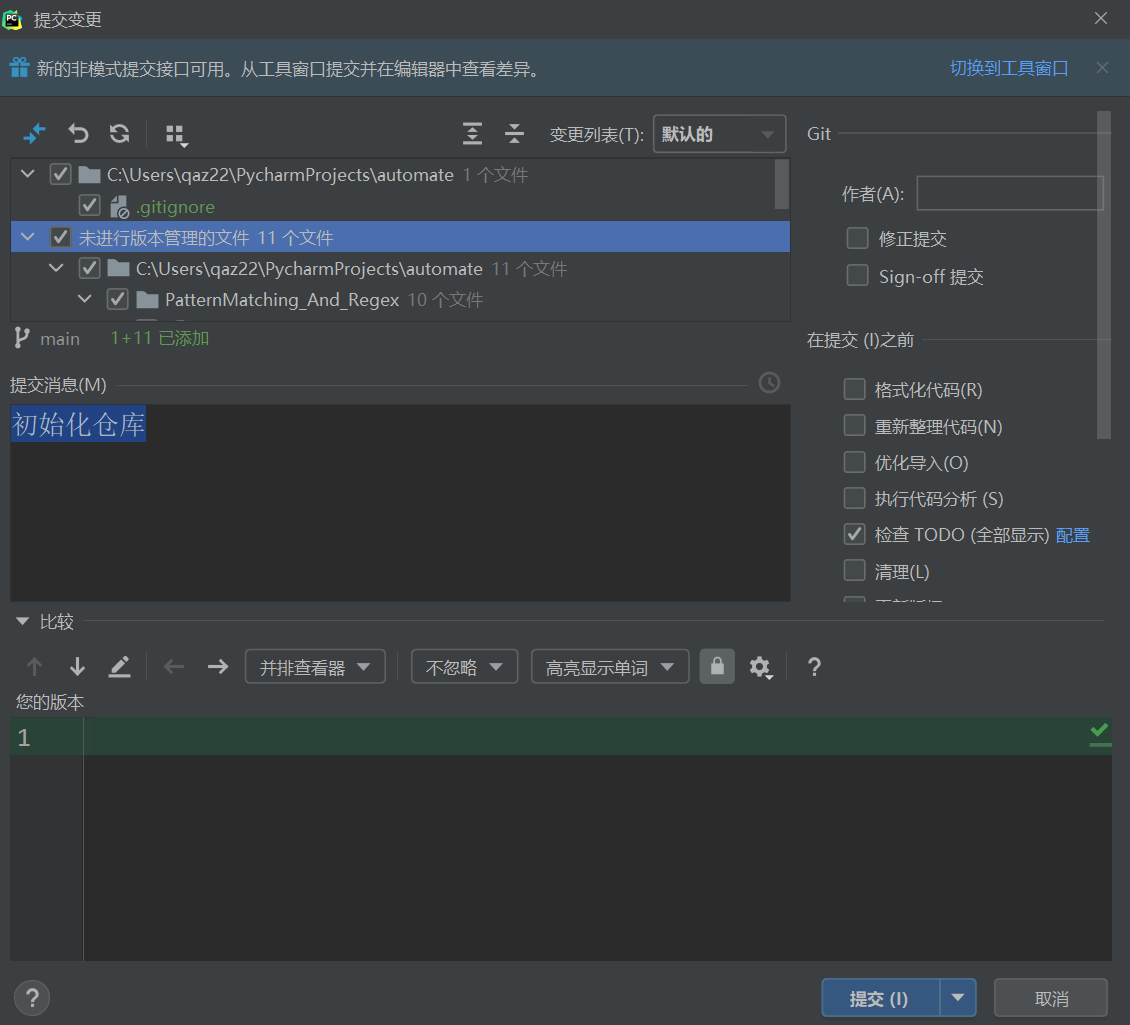 提交变更
新的非模式提交接口可用。从工具窗口提交并在编辑器中查看差异。 切换到工具窗口
变更列表(T): 默认的
C:\Users\qaz22\PycharmProjects\automate 1 个文件
.gitignore
未进行版本管理的文件 11 个文件
C:\Users\qaz22\PycharmProjects\automate 11 个文件
PatternMatching_And_Regex 10 个文件
main 1+11 已添加
提交消息(M)
初始化仓库
Git
作者(A):
修正提交
Sign-off 提交
在提交 (I)之前
格式化代码(R)
重新整理代码(N)
优化导入(O)
执行代码分析 (S)
检查 TODO (全部显示) 配置
清理(L)
比较
并排查看器 不忽略 高亮显示单词 ?
您的版本
1
? 提交 (I) 取消